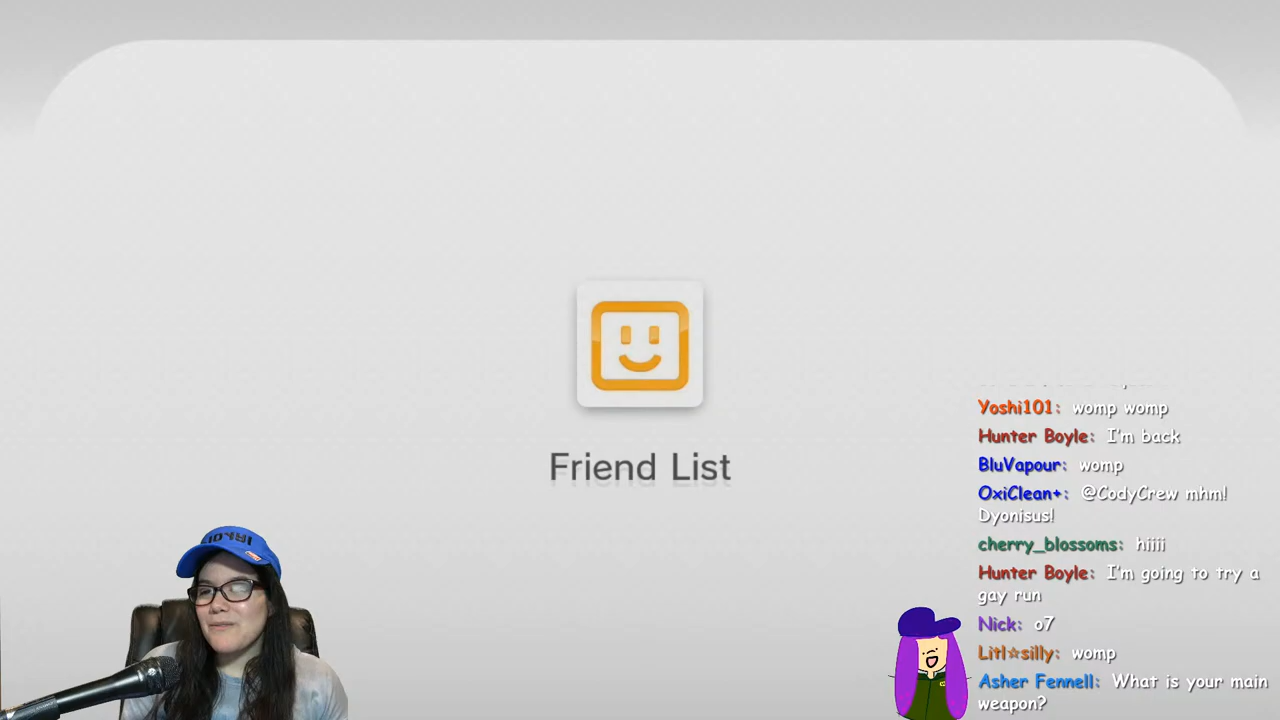 Friend List
Yoshi101: womp womp
Hunter Boyle: I'm back
BluVapour: womp
OxiClean+: @CodyCrew mhm!
Dyonisus!
cherry_blossoms: hiiii
Hunter Boyle: I'm going to try a
gay run
Nick: o7
Litl☆silly: womp
Asher Fennell: What is your main
weapon?